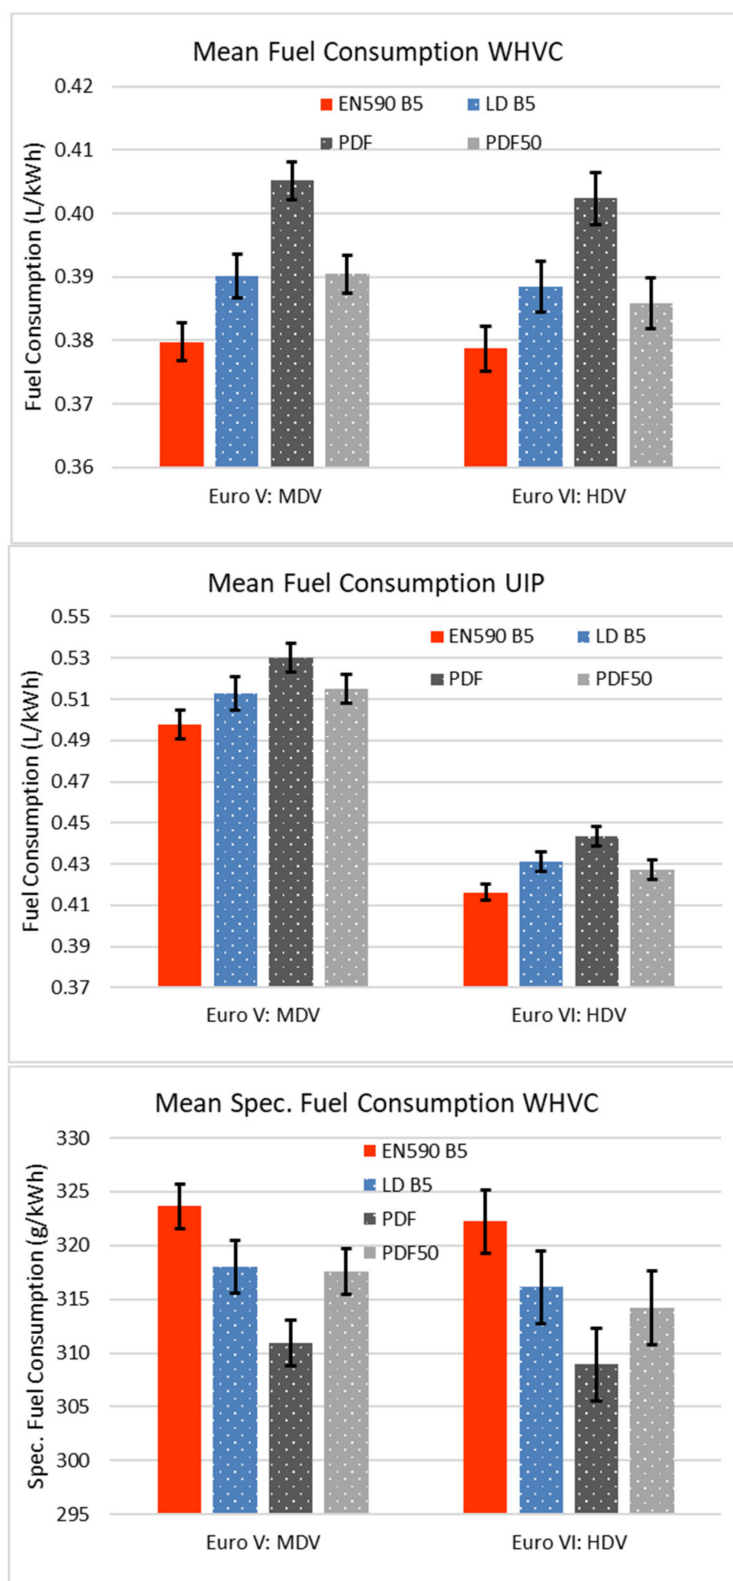 Mean Fuel Consumption WHVC
Fuel Consumption (L/kWh)
0.42
0.41
0.40
0.39
0.38
0.37
0.36
EN590 B5
LD B5
PDF
PDF50
Euro V: MDV
Euro VI: HDV
Mean Fuel Consumption UIP
Fuel Consumption (L/kWh)
0.55
0.53
0.51
0.49
0.47
0.45
0.43
0.41
0.39
0.37
EN590 B5
LD B5
PDF
PDF50
Euro V: MDV
Euro VI: HDV
Mean Spec. Fuel Consumption WHVC
Spec. Fuel Consumption (g/kWh)
330
325
320
315
310
305
300
295
EN590 B5
LD B5
PDF
PDF50
Euro V: MDV
Euro VI: HDV